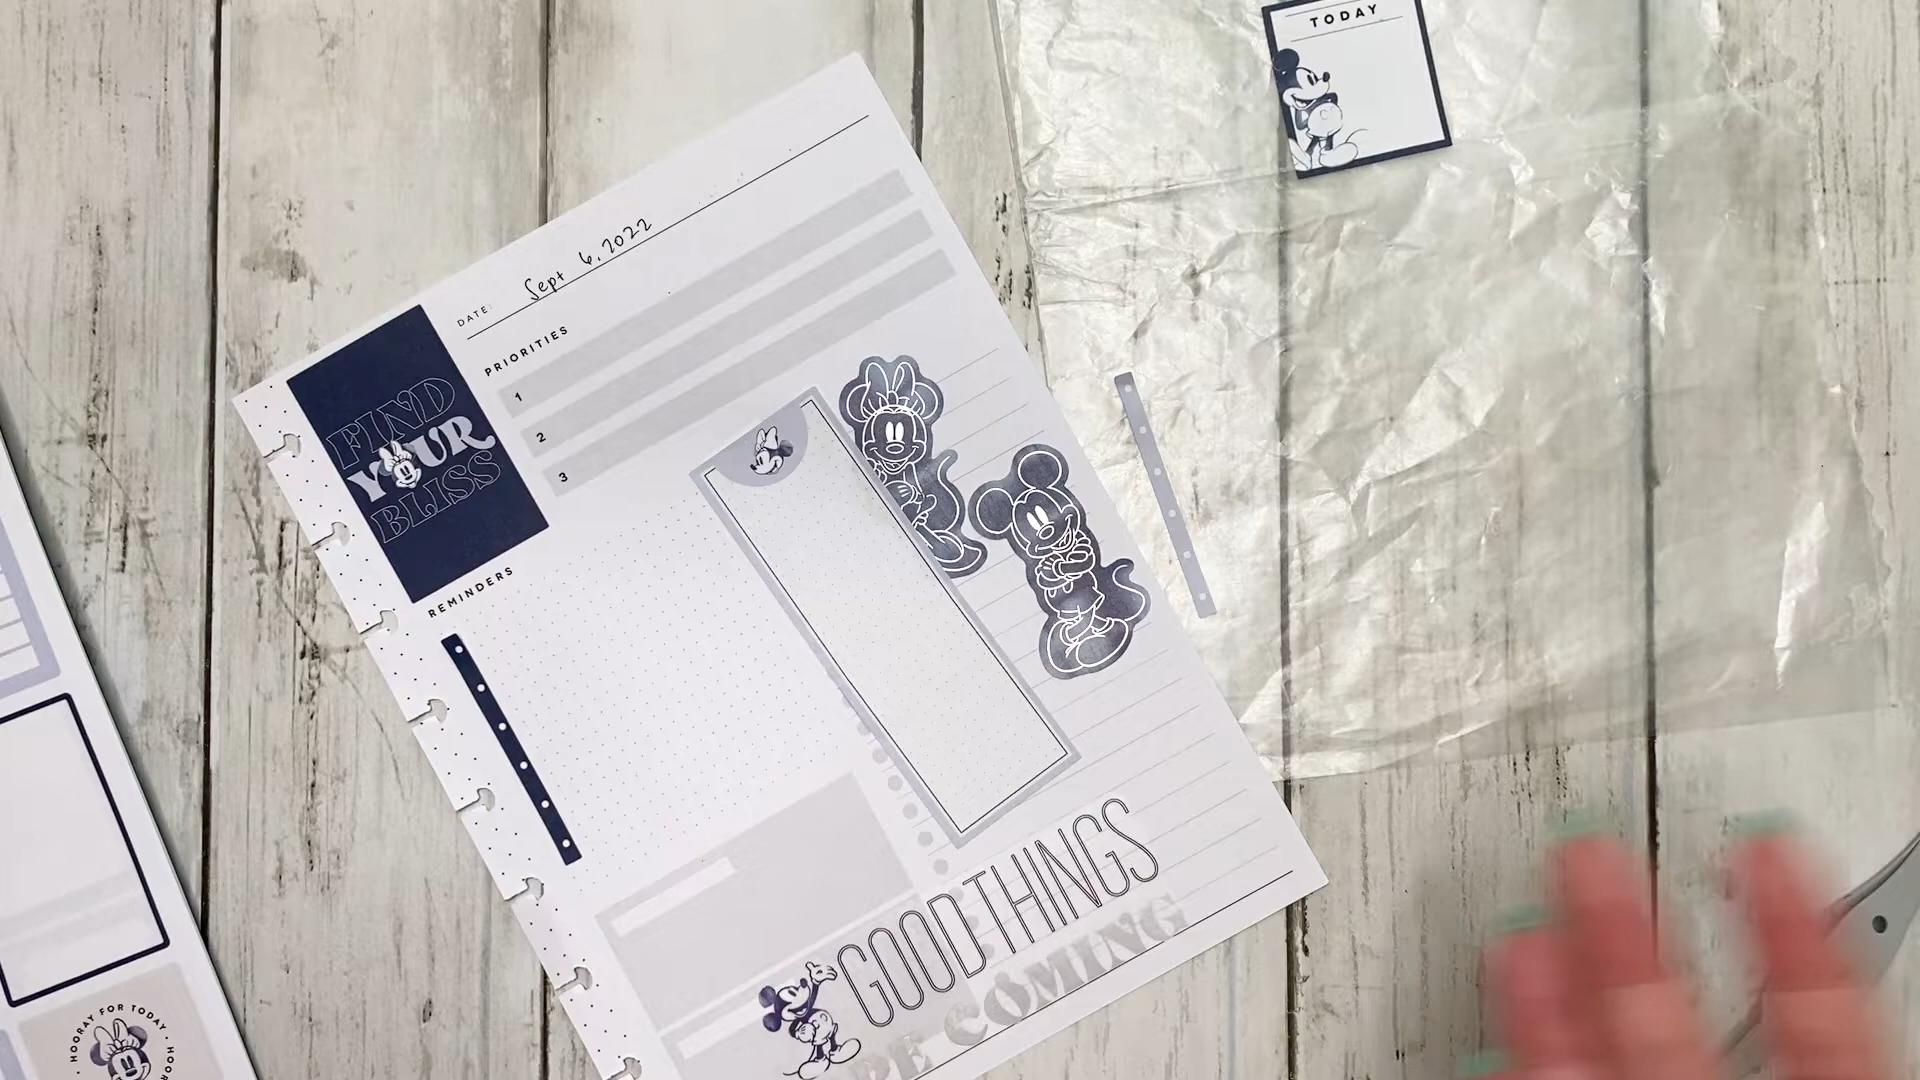 TODAY
DATE: Sept 6, 2022
PRIORITIES
1
2
3
FIND
YOUR
BLISS
REMINDERS
GOOD THINGS
COMING
HOORAY FOR TODAY